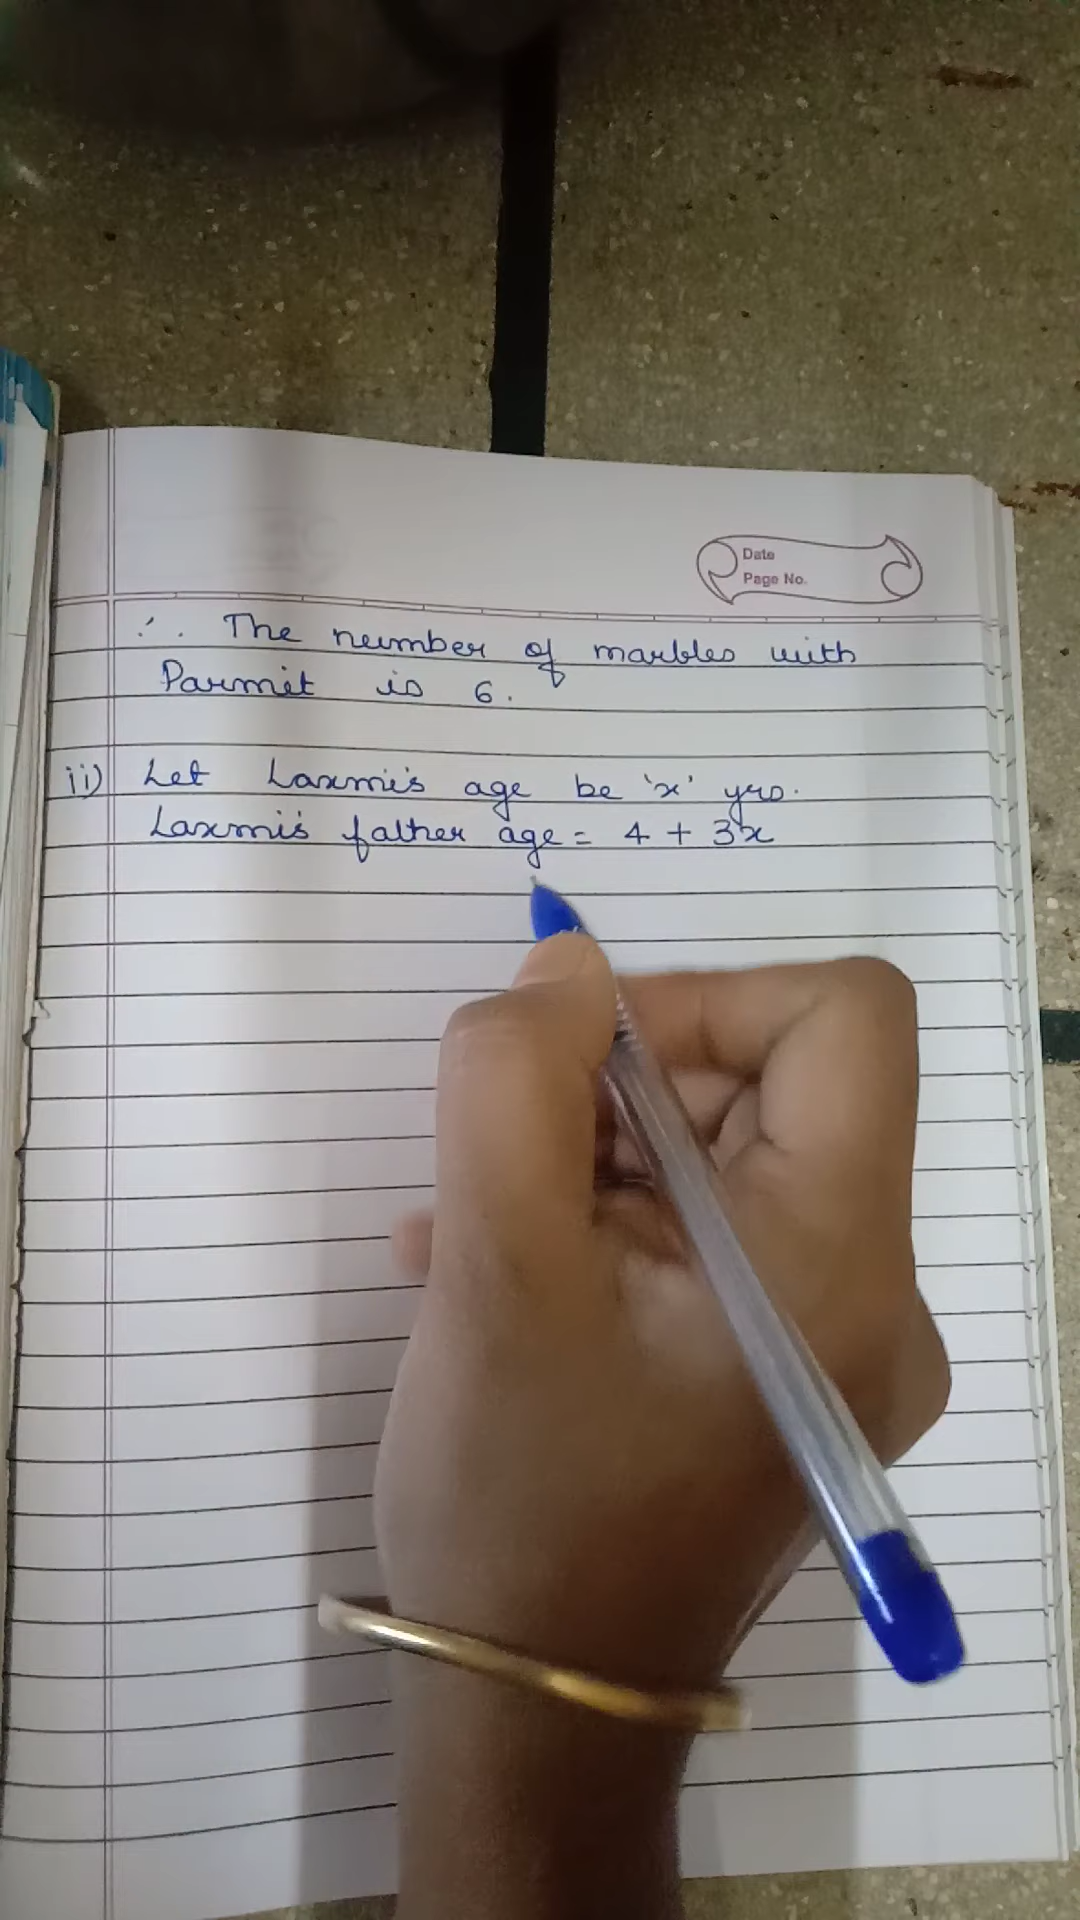 Date
Page No.
∴ The number of marbles with
Parmit is 6.
ii) Let Laxmi's age be 'x' yrs.
Laxmi's father age = 4 + 3x